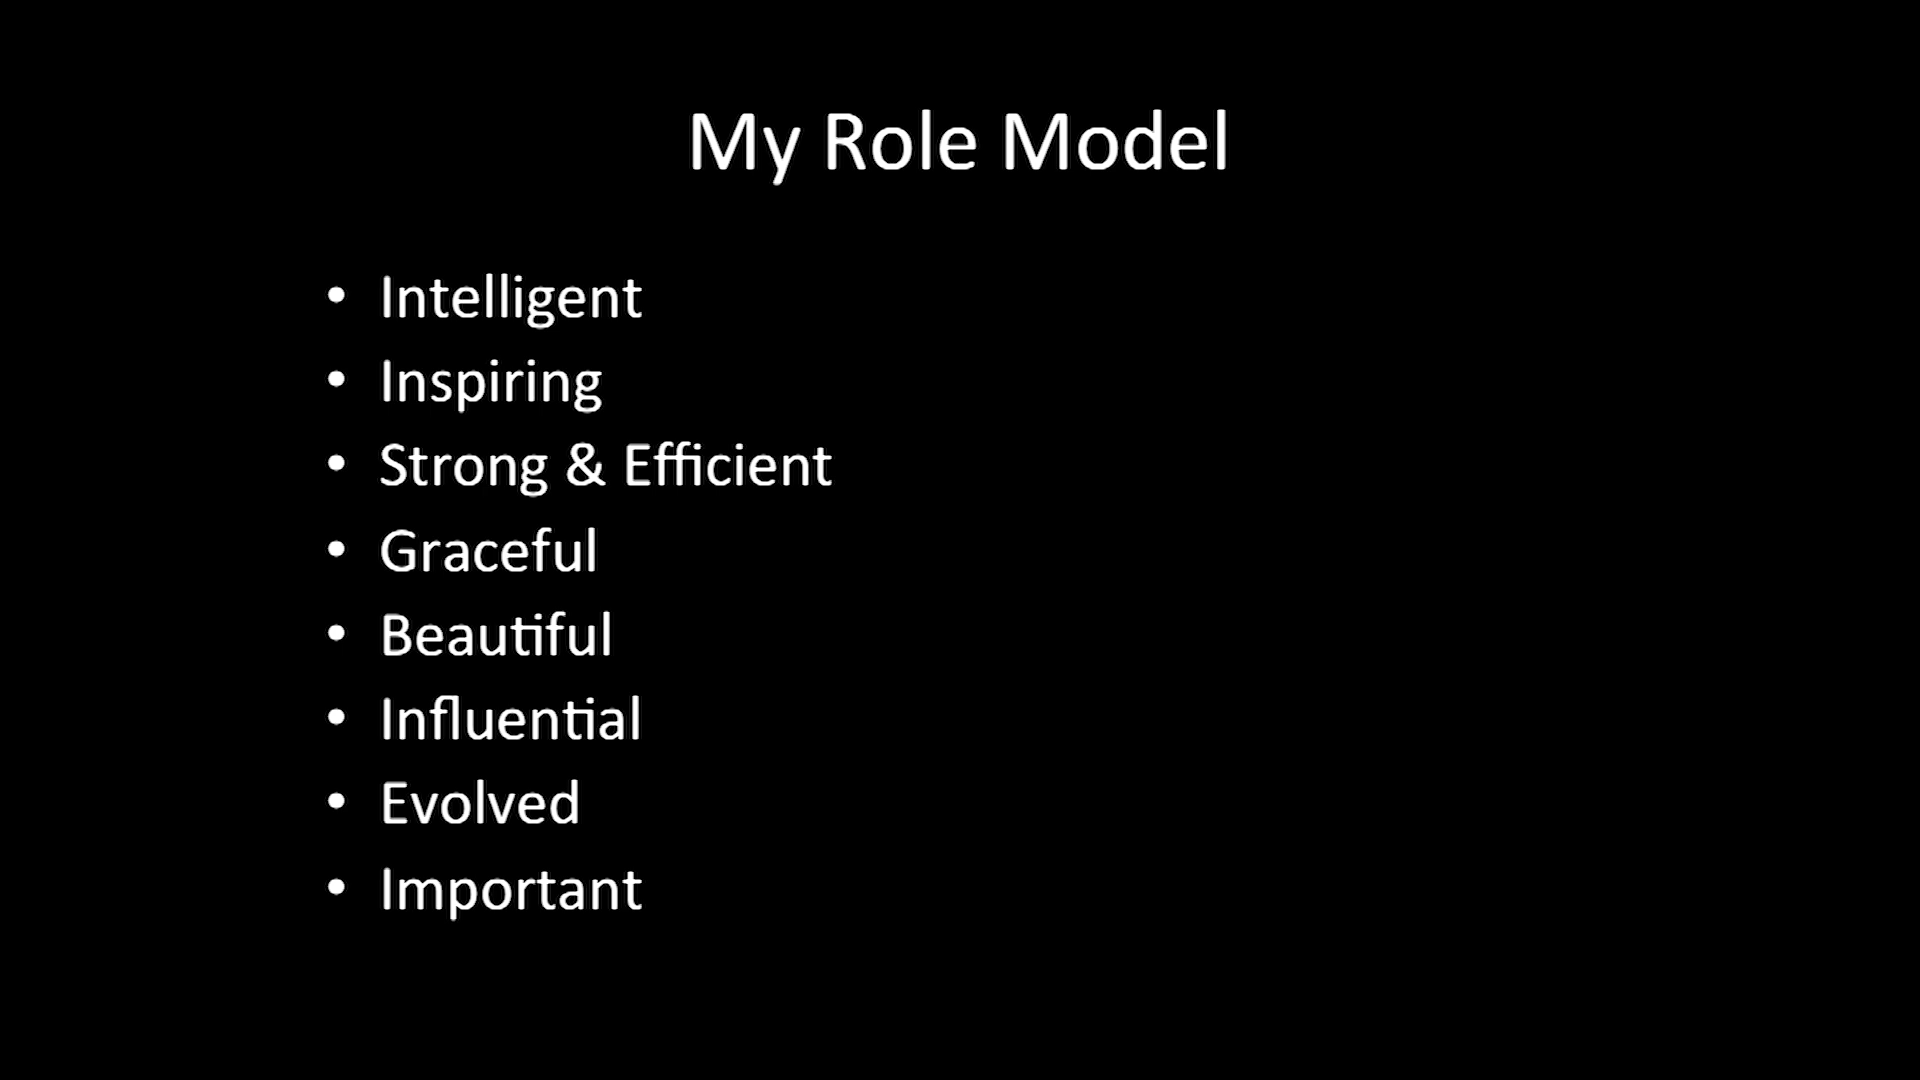 My Role Model
• Intelligent
• Inspiring
• Strong & Efficient
• Graceful
• Beautiful
• Influential
• Evolved
• Important